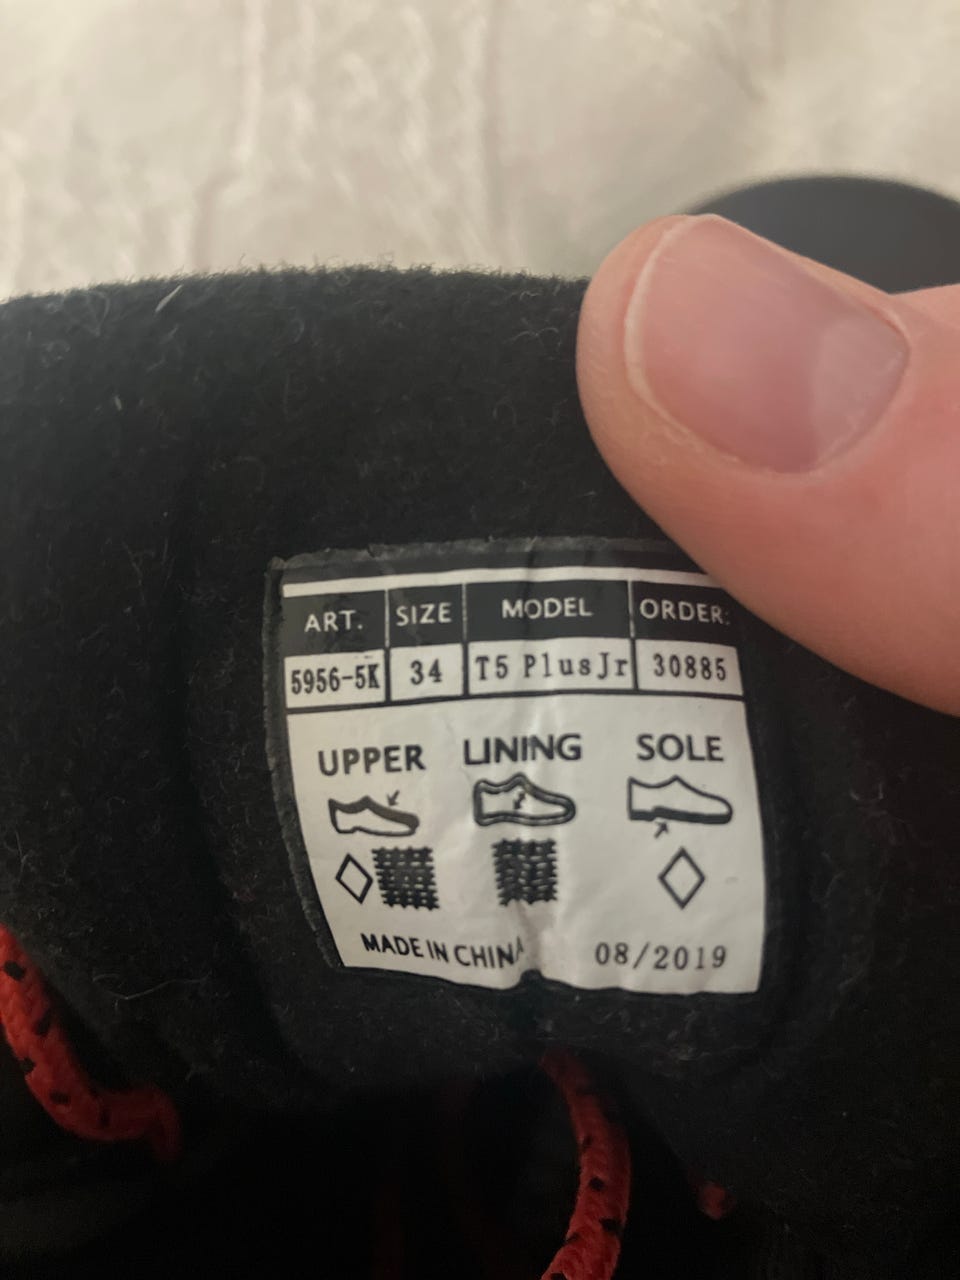 ART. SIZE MODEL ORDER:
5956-5K 34 T5 PlusJr 30885
UPPER LINING SOLE
MADE IN CHINA 08/2019